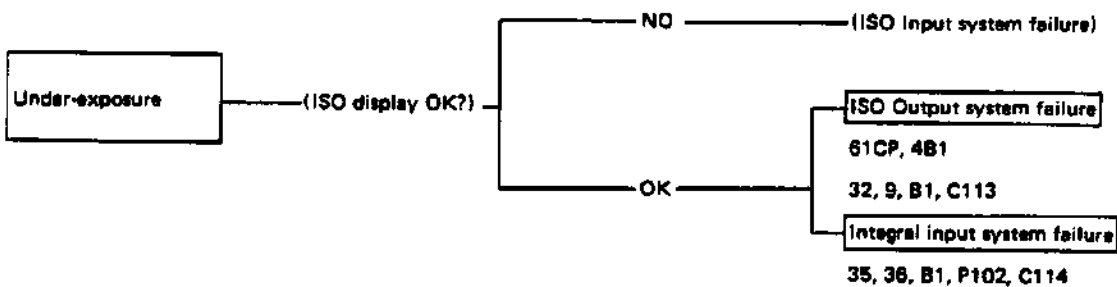 NO
(ISO Input system failure)
Under-exposure
(ISO display OK?)
ISO Output system failure
61CP, 4B1
OK
32, 9, B1, C113
Integral input system failure
35, 36, B1, P102, C114